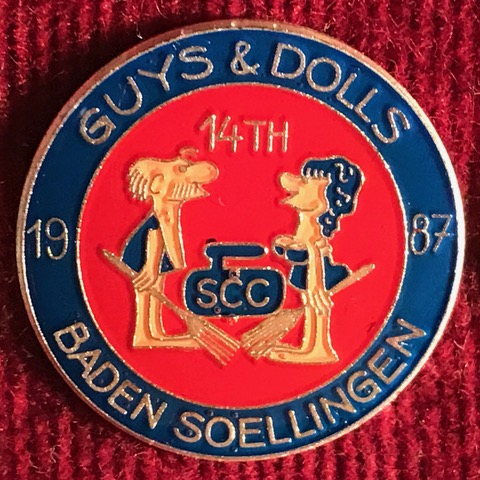 GUYS & DOLLS
14TH
19 87
SCC
BADEN SOELLINGEN